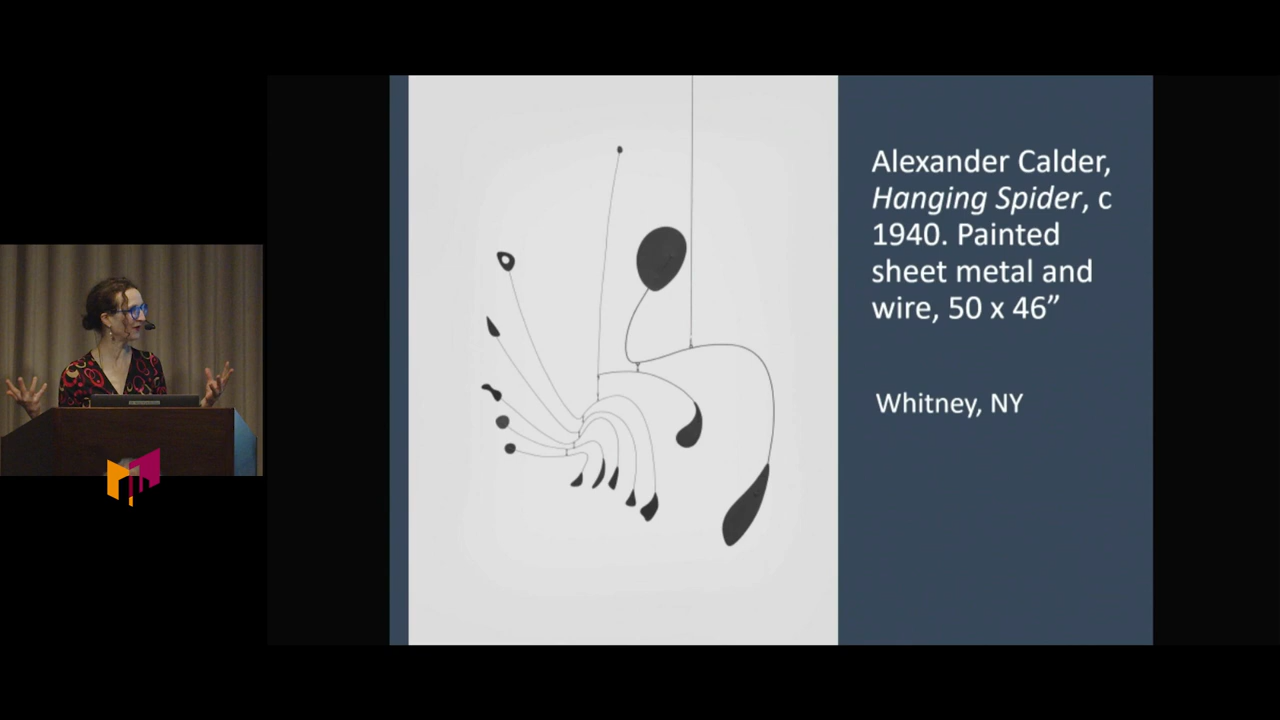 Alexander Calder,
Hanging Spider, c
1940. Painted
sheet metal and
wire, 50 x 46”
Whitney, NY